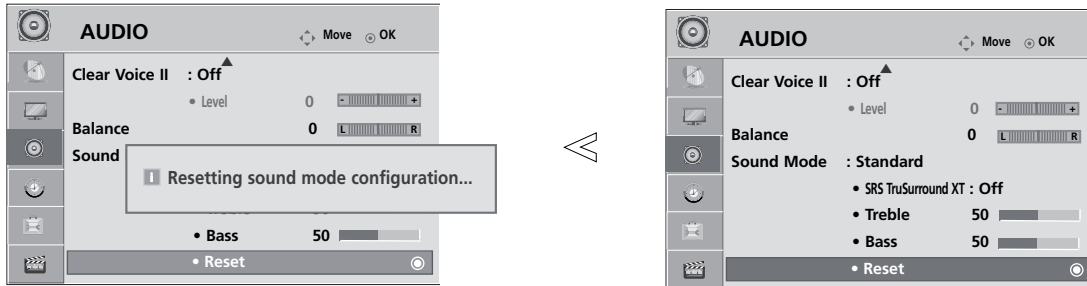 AUDIO Move OK
Clear Voice II : Off
• Level 0 - +
Balance 0 L R
Sound
i Resetting sound mode configuration...
• Bass 50
• Reset
AUDIO Move OK
Clear Voice II : Off
• Level 0 - +
Balance 0 L R
Sound Mode : Standard
• SRS TruSurround XT : Off
• Treble 50
• Bass 50
• Reset